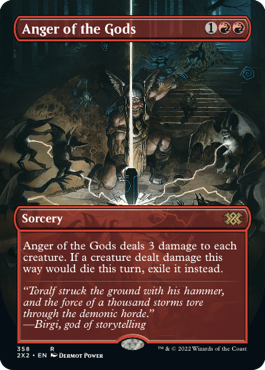 Anger of the Gods 1
Sorcery
Anger of the Gods deals 3 damage to each
creature. If a creature dealt damage this
way would die this turn, exile it instead.
“Toralf struck the ground with his hammer,
and the force of a thousand storms tore
through the demonic horde.”
—Birgi, god of storytelling
358 R
2X2 • EN DERMOT POWER
™ & © 2022 Wizards of the Coast